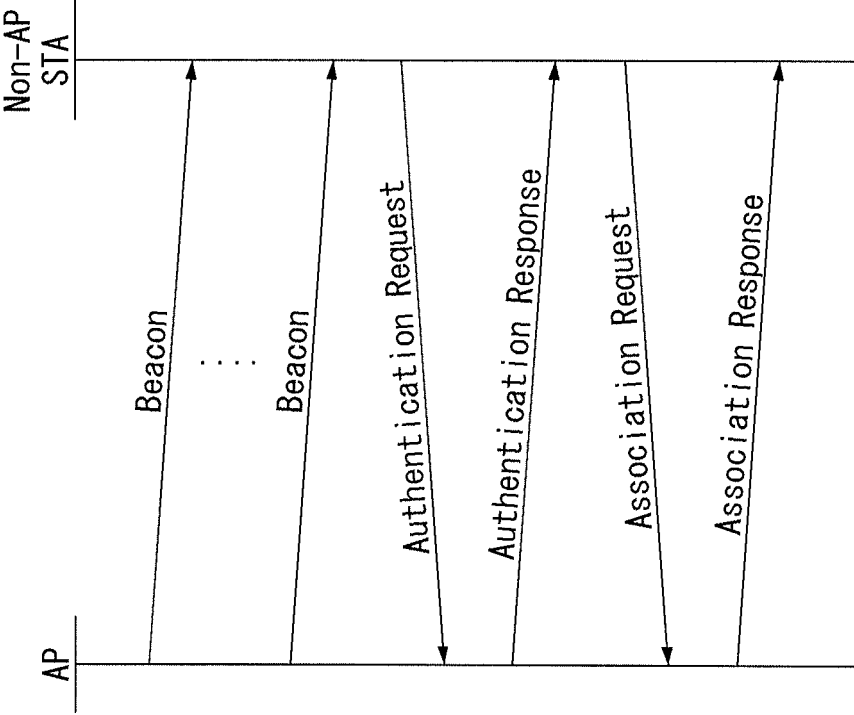 AP
Non-AP
STA
Beacon
....
Beacon
Authentication Request
Authentication Response
Association Request
Association Response